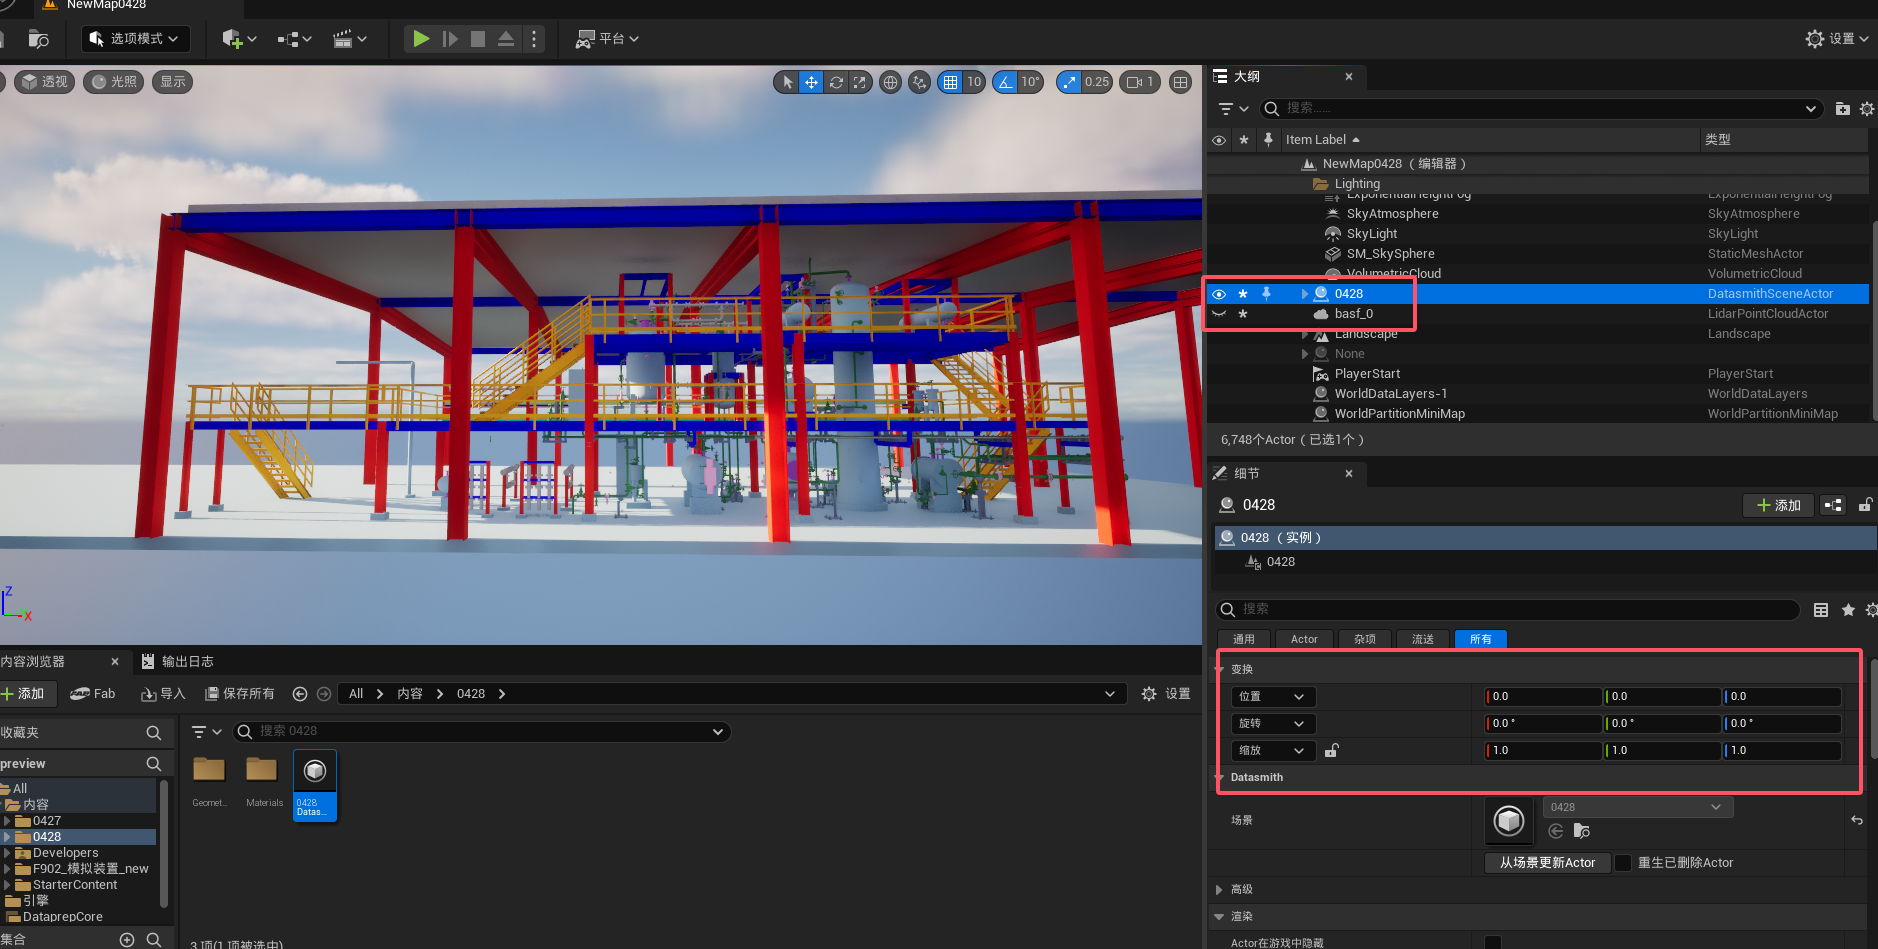 NewMap0428
选项模式
平台
设置
透视
光照
显示
10
10°
0.25
1
大纲
搜索……
Item Label
类型
NewMap0428（编辑器）
Lighting
ExponentialHeightFog ExponentialHeightFog
SkyAtmosphere SkyAtmosphere
SkyLight SkyLight
SM_SkySphere StaticMeshActor
VolumetricCloud VolumetricCloud
0428 DatasmithSceneActor
basf_0 LidarPointCloudActor
Landscape Landscape
None
PlayerStart PlayerStart
WorldDataLayers-1 WorldDataLayers
WorldPartitionMiniMap WorldPartitionMiniMap
6,748个Actor（已选1个）
细节
0428
添加
0428（实例）
0428
搜索
通用 Actor 杂项 流送 所有
变换
位置 0.0 0.0 0.0
旋转 0.0° 0.0° 0.0°
缩放 1.0 1.0 1.0
Datasmith
场景
0428
从场景更新Actor 重生已删除Actor
高级
渲染
Actor在游戏中隐藏
Z
Y
X
内容浏览器
输出日志
添加
Fab
导入
保存所有
All
内容
0428
设置
收藏夹
搜索 0428
preview
All
内容
0427
0428
Developers
F902_模拟装置_new
StarterContent
引擎
DataprepCore
集合
Geomet...
Materials
0428
Datas...
3 项(1 项被选中)